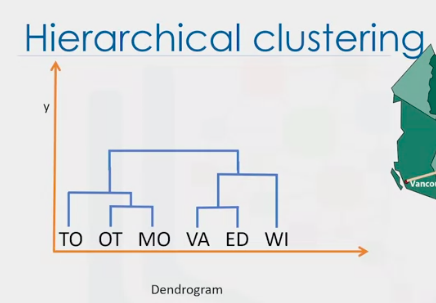 Hierarchical clustering
y
Vancou
TO OT MO VA ED WI
Dendrogram